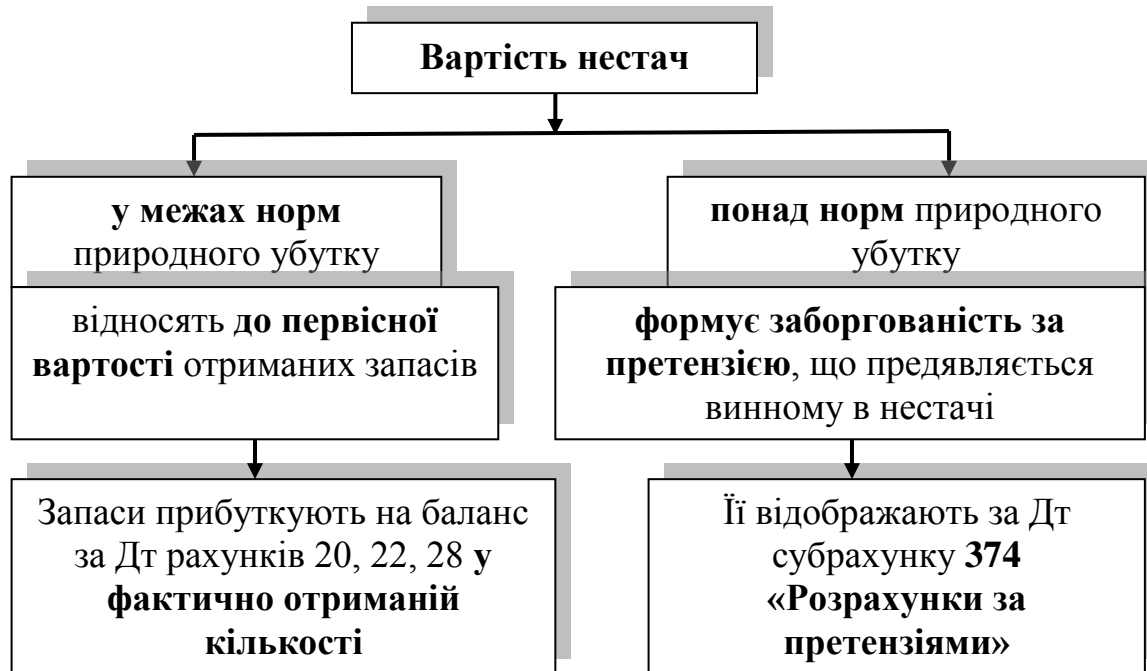 Вартість нестач
у межах норм
природного убутку
відносять до первісної
вартості отриманих запасів
Запаси прибуткують на баланс
за Дт рахунків 20, 22, 28 у
фактично отриманій
кількості
понад норм природного
убутку
формує заборгованість за
претензією, що предявляється
винному в нестачі
Її відображають за Дт
субрахунку 374
«Розрахунки за
претензіями»